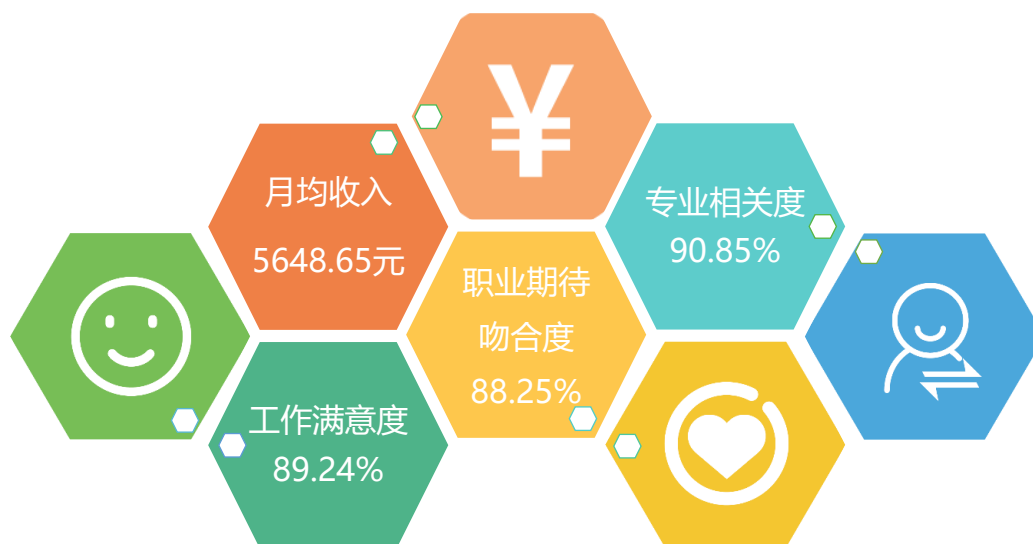 ¥
月均收入
5648.65元
专业相关度
90.85%
职业期待
吻合度
88.25%
工作满意度
89.24%